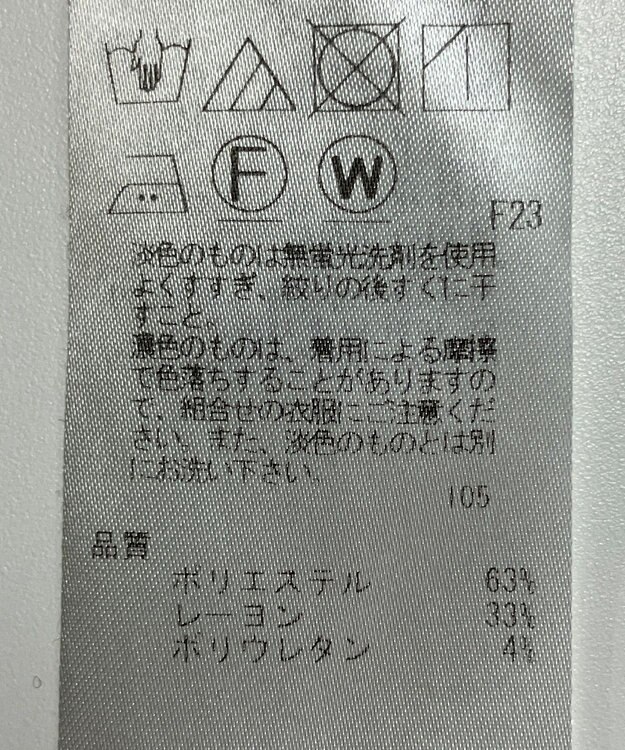 F W
F23
淡色のものは無蛍光洗剤を使用
よくすすぎ、絞りの後すぐに干
すこと。
濃色のものは、着用による摩擦
で色落ちすることがありますの
で、組合せの衣服にご注意くだ
さい。また、淡色のものとは別
にお洗い下さい。
105
品質
ポリエステル 63%
レーヨン 33%
ポリウレタン 4%